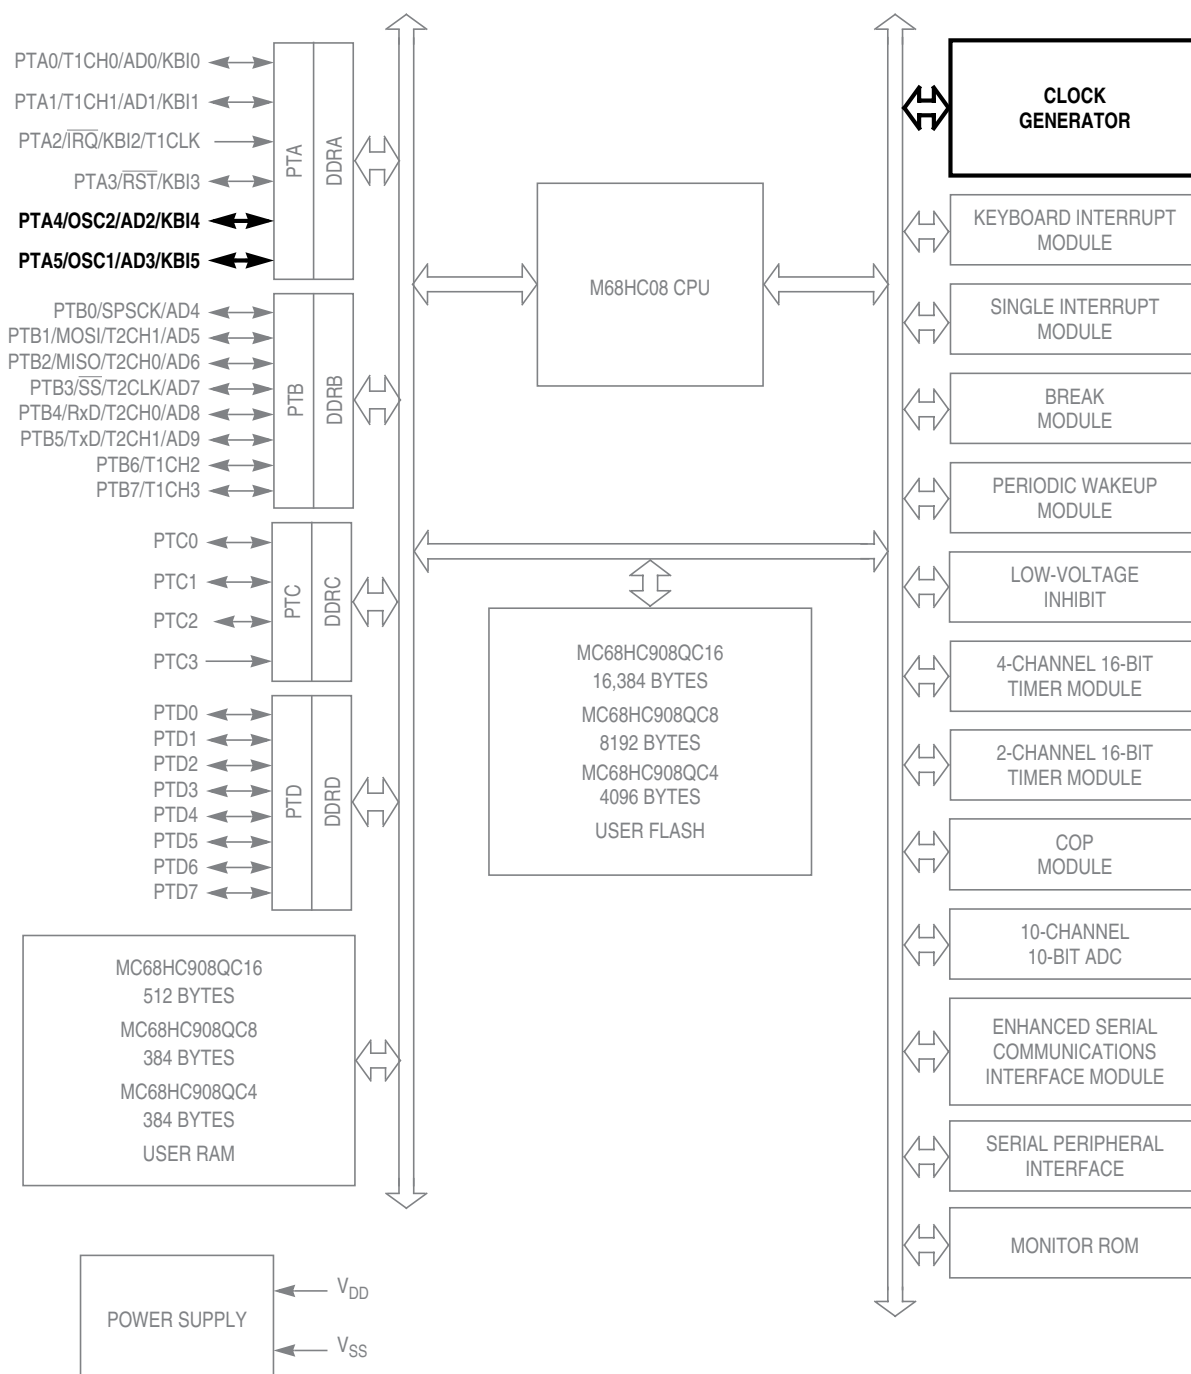 PTA0/T1CH0/AD0/KBI0
PTA1/T1CH1/AD1/KBI1
PTA2/IRQ/KBI2/T1CLK
PTA3/RST/KBI3
PTA4/OSC2/AD2/KBI4
PTA5/OSC1/AD3/KBI5
PTA
DDRA
PTB0/SPSCK/AD4
PTB1/MOSI/T2CH1/AD5
PTB2/MISO/T2CH0/AD6
PTB3/SS/T2CLK/AD7
PTB4/RxD/T2CH0/AD8
PTB5/TxD/T2CH1/AD9
PTB6/T1CH2
PTB7/T1CH3
PTB
DDRB
PTC0
PTC1
PTC2
PTC3
PTC
DDRC
PTD0
PTD1
PTD2
PTD3
PTD4
PTD5
PTD6
PTD7
PTD
DDRD
MC68HC908QC16
512 BYTES
MC68HC908QC8
384 BYTES
MC68HC908QC4
384 BYTES
USER RAM
POWER SUPPLY
VDD
VSS
M68HC08 CPU
MC68HC908QC16
16,384 BYTES
MC68HC908QC8
8192 BYTES
MC68HC908QC4
4096 BYTES
USER FLASH
CLOCK
GENERATOR
KEYBOARD INTERRUPT
MODULE
SINGLE INTERRUPT
MODULE
BREAK
MODULE
PERIODIC WAKEUP
MODULE
LOW-VOLTAGE
INHIBIT
4-CHANNEL 16-BIT
TIMER MODULE
2-CHANNEL 16-BIT
TIMER MODULE
COP
MODULE
10-CHANNEL
10-BIT ADC
ENHANCED SERIAL
COMMUNICATIONS
INTERFACE MODULE
SERIAL PERIPHERAL
INTERFACE
MONITOR ROM